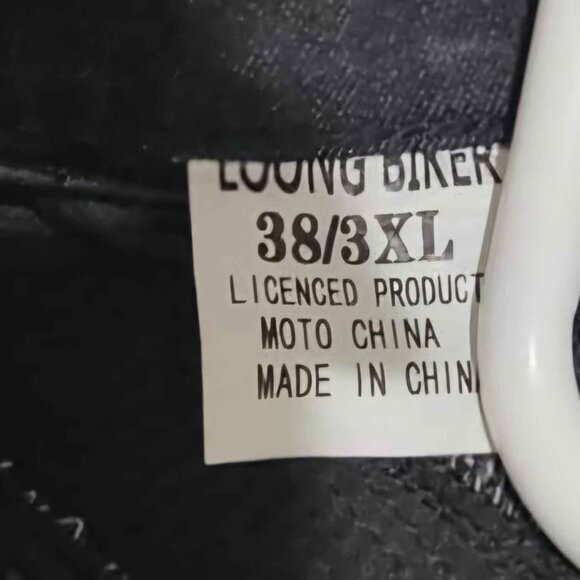 LOONG BIKER
38/3XL
LICENCED PRODUCT
MOTO CHINA
MADE IN CHIN